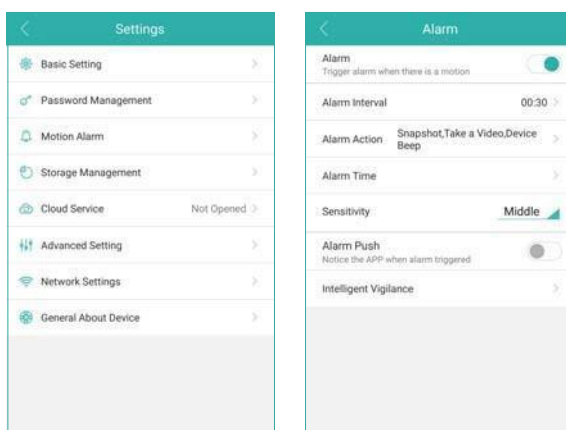 Settings
Basic Setting
Password Management
Motion Alarm
Storage Management
Cloud Service Not Opened
Advanced Setting
Network Settings
General About Device
Alarm
Alarm
Trigger alarm when there is a motion
Alarm Interval 00:30
Alarm Action Snapshot,Take a Video,Device
Beep
Alarm Time
Sensitivity Middle
Alarm Push
Notice the APP when alarm triggered
Intelligent Vigilance